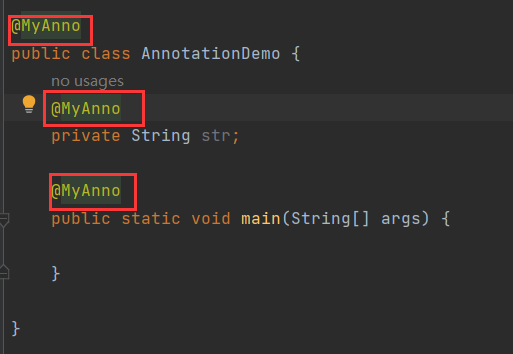 @MyAnno
public class AnnotationDemo {
no usages
@MyAnno
private String str;
@MyAnno
public static void main(String[] args) {
}
}